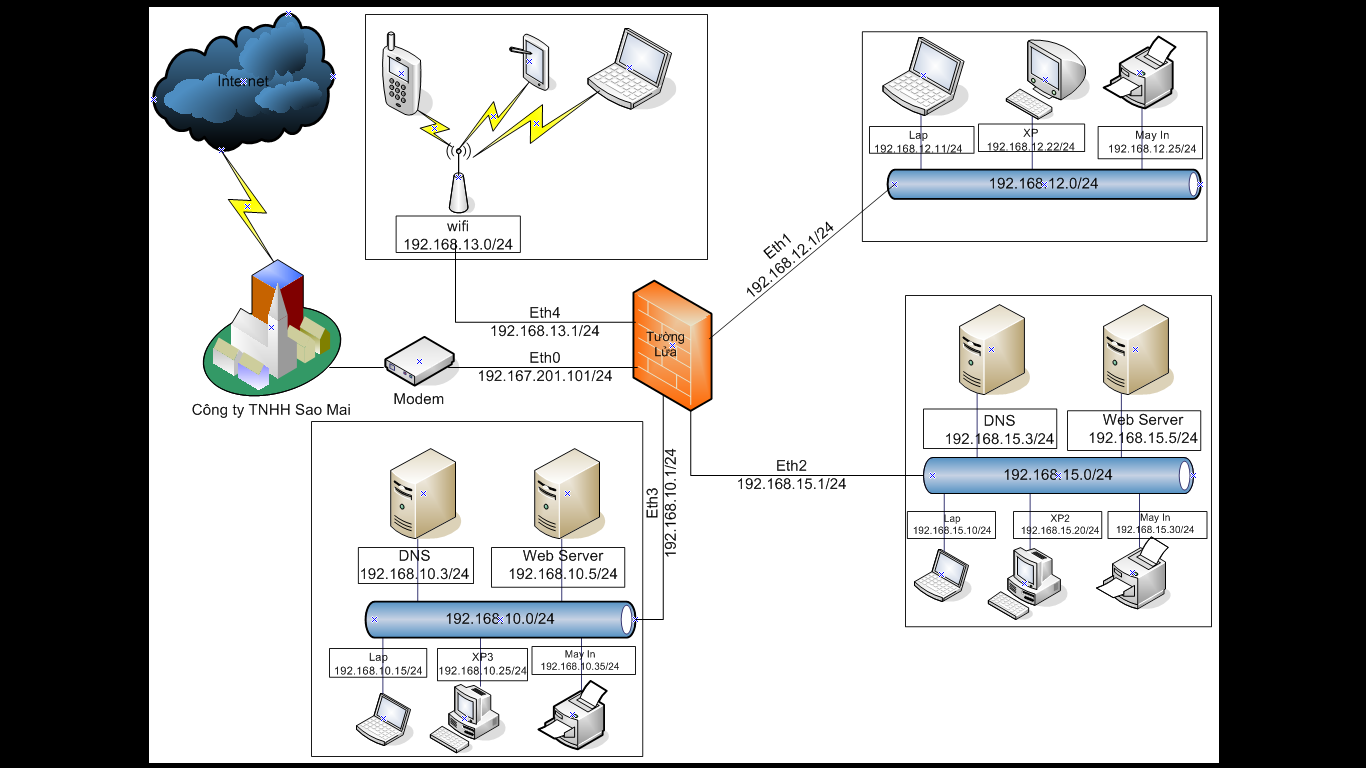 Internet
wifi
192.168.13.0/24
Lap
192.168.12.11/24
XP
192.168.12.22/24
May In
192.168.12.25/24
192.168.12.0/24
Eth1
192.168.12.1/24
Eth4
192.168.13.1/24
Eth0
192.167.201.101/24
Tường
Lửa
Modem
Công ty TNHH Sao Mai
DNS
192.168.15.3/24
Web Server
192.168.15.5/24
192.168.15.0/24
Eth2
192.168.15.1/24
Lap
192.168.15.10/24
XP2
192.168.15.20/24
May In
192.168.15.30/24
Eth3
192.168.10.1/24
DNS
192.168.10.3/24
Web Server
192.168.10.5/24
192.168.10.0/24
Lap
192.168.10.15/24
XP3
192.168.10.25/24
May In
192.168.10.35/24